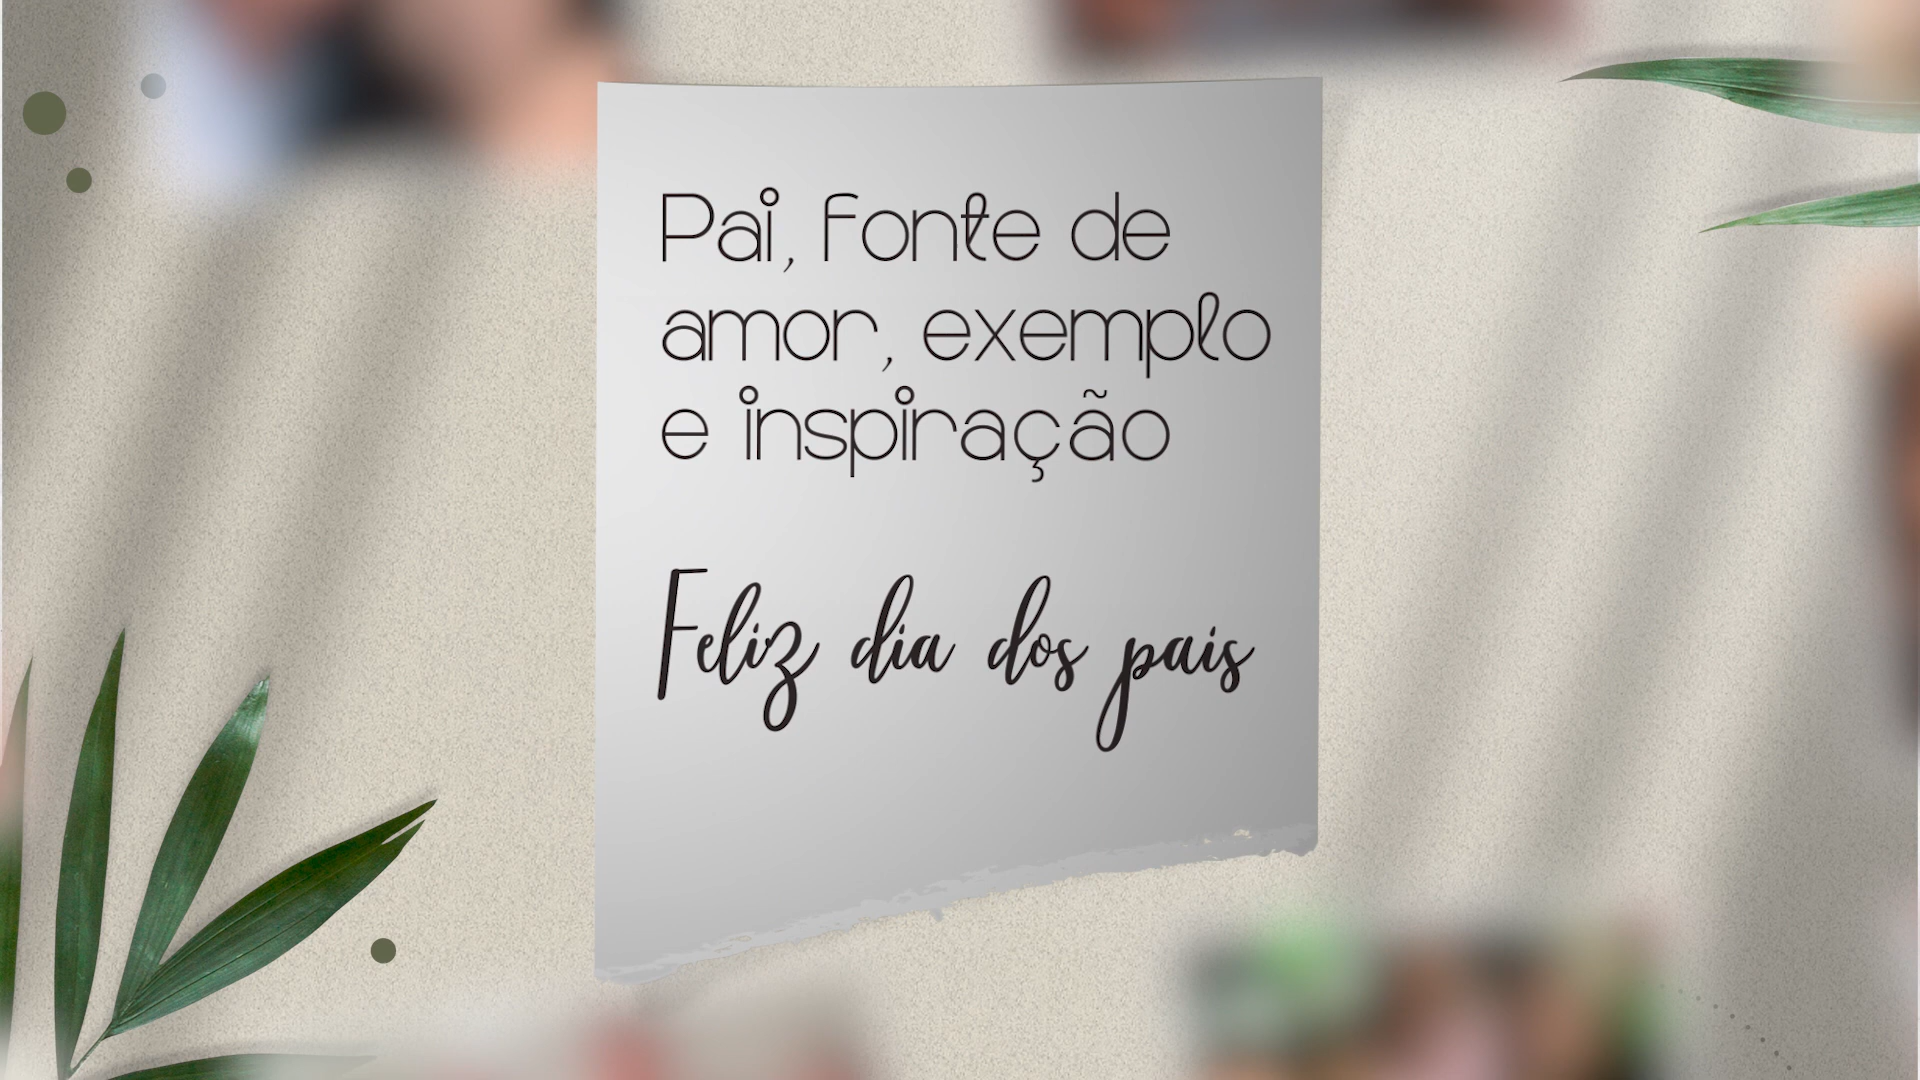 Pai, fonte de
amor, exemplo
e inspiração
Feliz dia dos pais